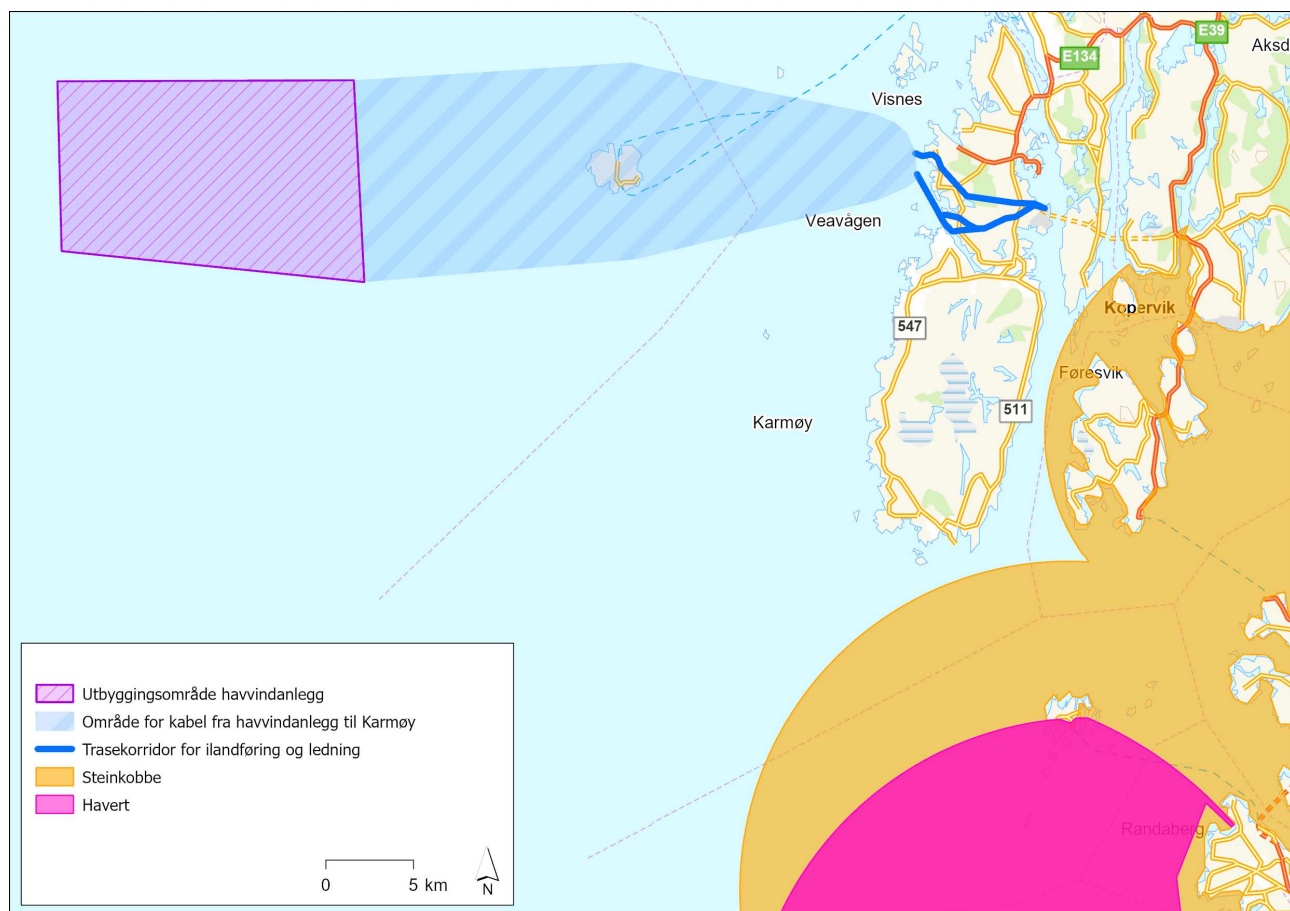 E39
Aksd
E134
Visnes
Veavågen
Kopervik
547
Føresvik
511
Karmøy
Utbyggingsområde havvindanlegg
Område for kabel fra havvindanlegg til Karmøy
Trasekorridor for ilandføring og ledning
Steinkobbe
Havert
Randaberg
0 5 km
N